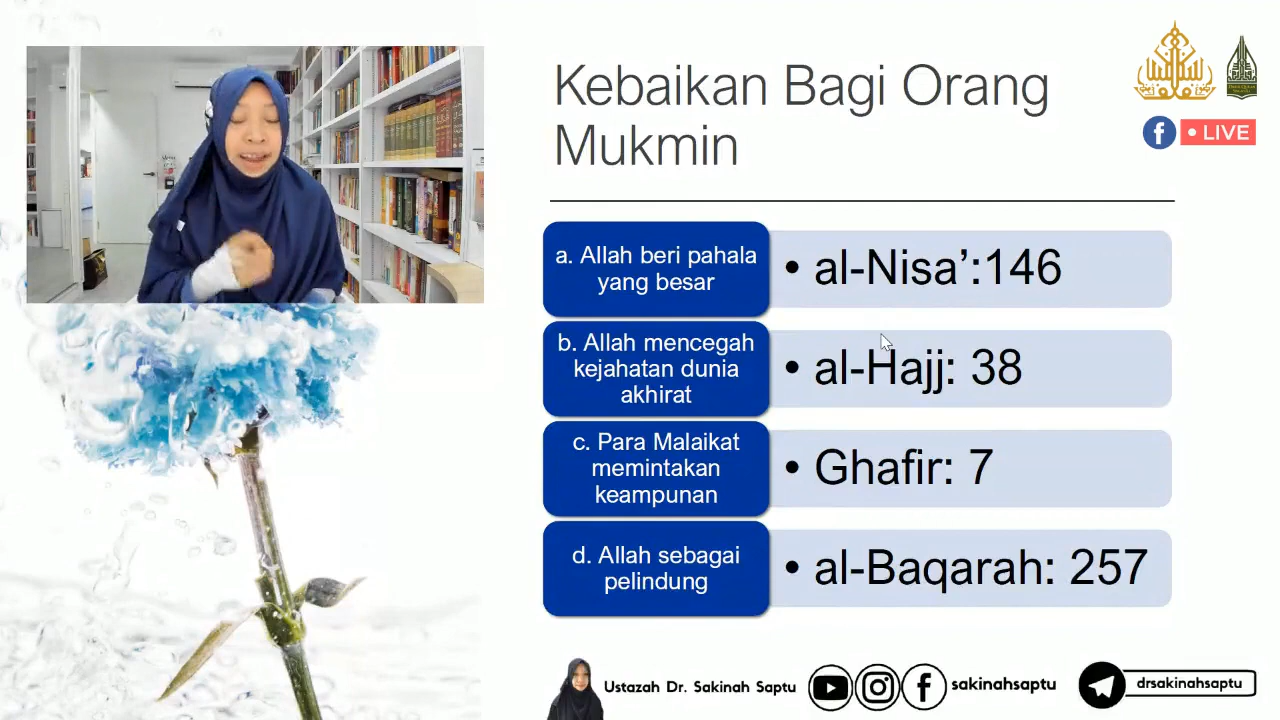 Kebaikan Bagi Orang
Mukmin
• LIVE
a. Allah beri pahala
yang besar
• al-Nisa’:146
b. Allah mencegah
kejahatan dunia
akhirat
• al-Hajj: 38
c. Para Malaikat
memintakan
keampunan
• Ghafir: 7
d. Allah sebagai
pelindung
• al-Baqarah: 257
Ustazah Dr. Sakinah Saptu
sakinahsaptu
drsakinahsaptu